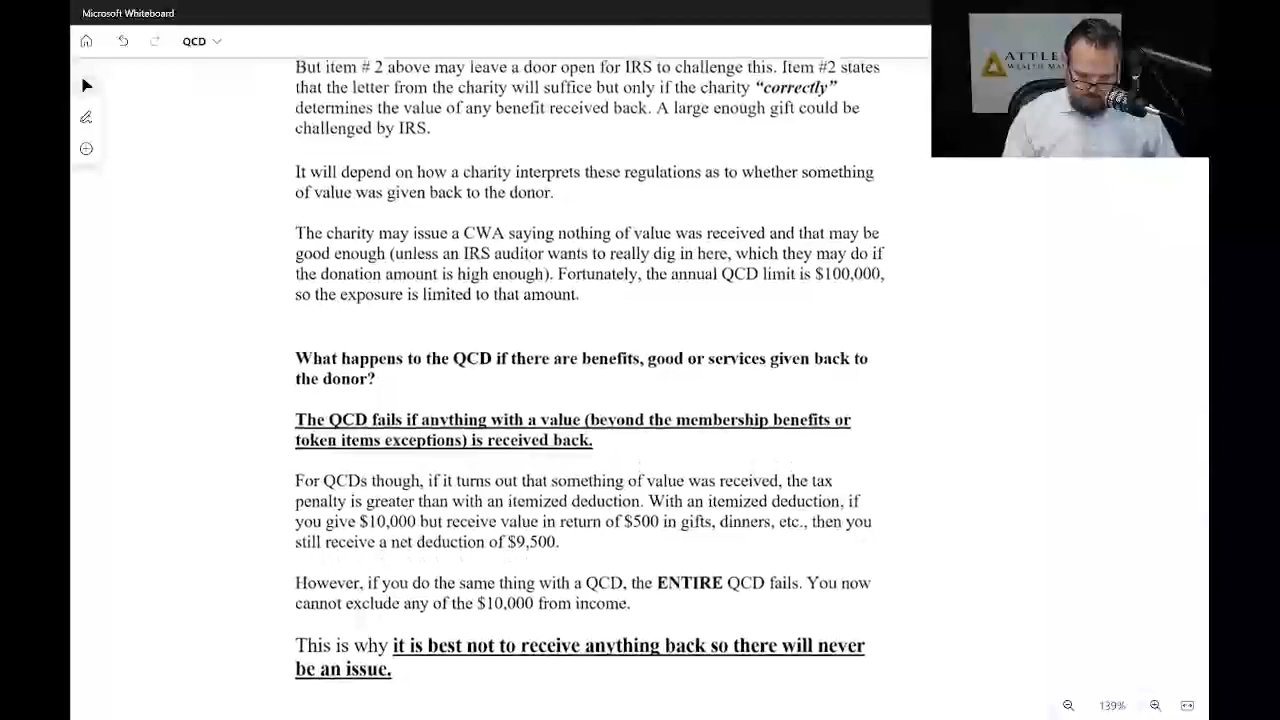 Microsoft Whiteboard
QCD
ATTLE
WEALTH MA
But item # 2 above may leave a door open for IRS to challenge this. Item #2 states
that the letter from the charity will suffice but only if the charity “correctly”
determines the value of any benefit received back. A large enough gift could be
challenged by IRS.
It will depend on how a charity interprets these regulations as to whether something
of value was given back to the donor.
The charity may issue a CWA saying nothing of value was received and that may be
good enough (unless an IRS auditor wants to really dig in here, which they may do if
the donation amount is high enough). Fortunately, the annual QCD limit is $100,000,
so the exposure is limited to that amount.
What happens to the QCD if there are benefits, good or services given back to
the donor?
The QCD fails if anything with a value (beyond the membership benefits or
token items exceptions) is received back.
For QCDs though, if it turns out that something of value was received, the tax
penalty is greater than with an itemized deduction. With an itemized deduction, if
you give $10,000 but receive value in return of $500 in gifts, dinners, etc., then you
still receive a net deduction of $9,500.
However, if you do the same thing with a QCD, the ENTIRE QCD fails. You now
cannot exclude any of the $10,000 from income.
This is why it is best not to receive anything back so there will never
be an issue.
139%